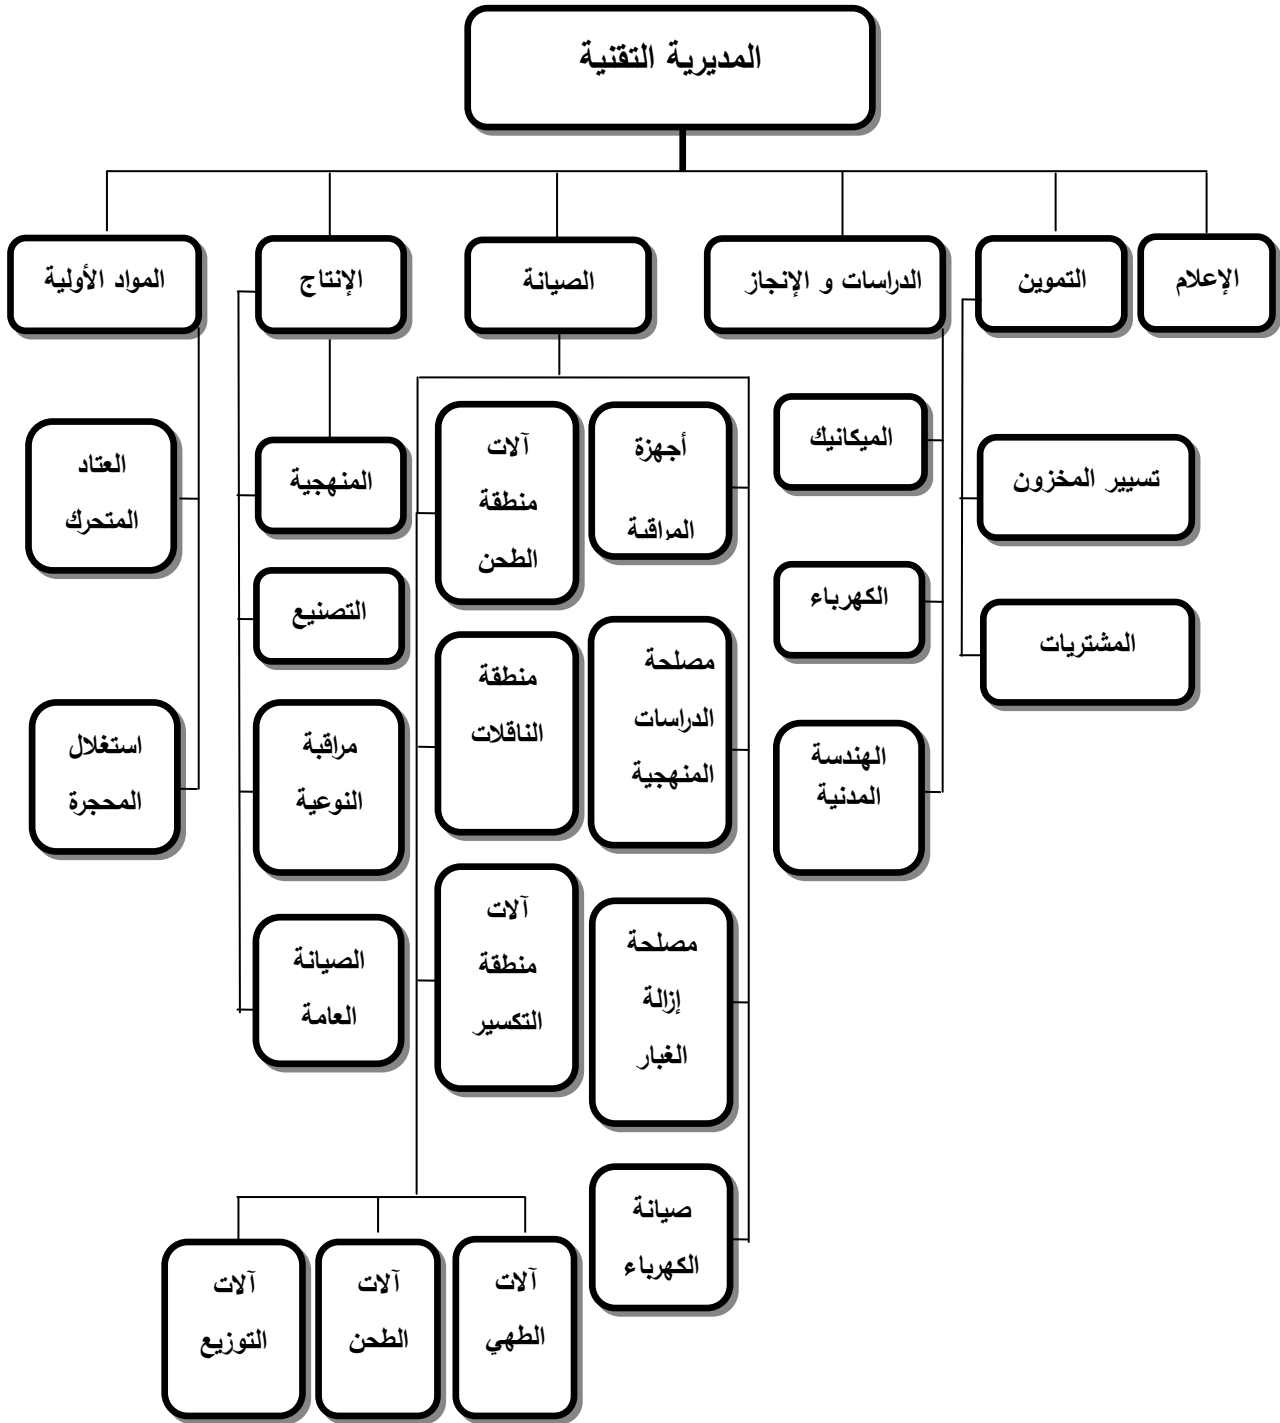 المديرية التقنية
الإعلام
التموين
الدراسات و الإنجاز
الصيانة
الإنتاج
المواد الأولية
تسيير المخزون
المشتريات
الميكانيك
الكهرباء
الهندسة
المدنية
أجهزة
المراقبة
مصلحة
الدراسات
المنهجية
مصلحة
إزالة
الغبار
صيانة
الكهرباء
آلات
منطقة
الطحن
منطقة
الناقلات
آلات
منطقة
التكسير
آلات
الطهي
آلات
الطحن
آلات
التوزيع
المنهجية
التصنيع
مراقبة
النوعية
الصيانة
العامة
العتاد
المتحرك
استغلال
المحجرة